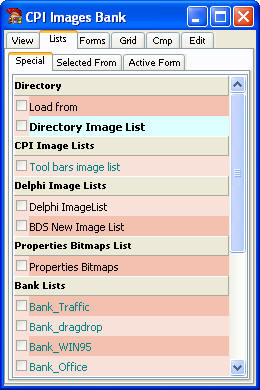 CPI Images Bank
View Lists Forms Grid Cmp Edit
Special Selected From Active Form
Directory
Load from
Directory Image List
CPI Image Lists
Tool bars image list
Delphi Image Lists
Delphi ImageList
BDS New Image List
Properties Bitmaps List
Properties Bitmaps
Bank Lists
Bank_Traffic
Bank_dragdrop
Bank_WIN95
Bank_Office